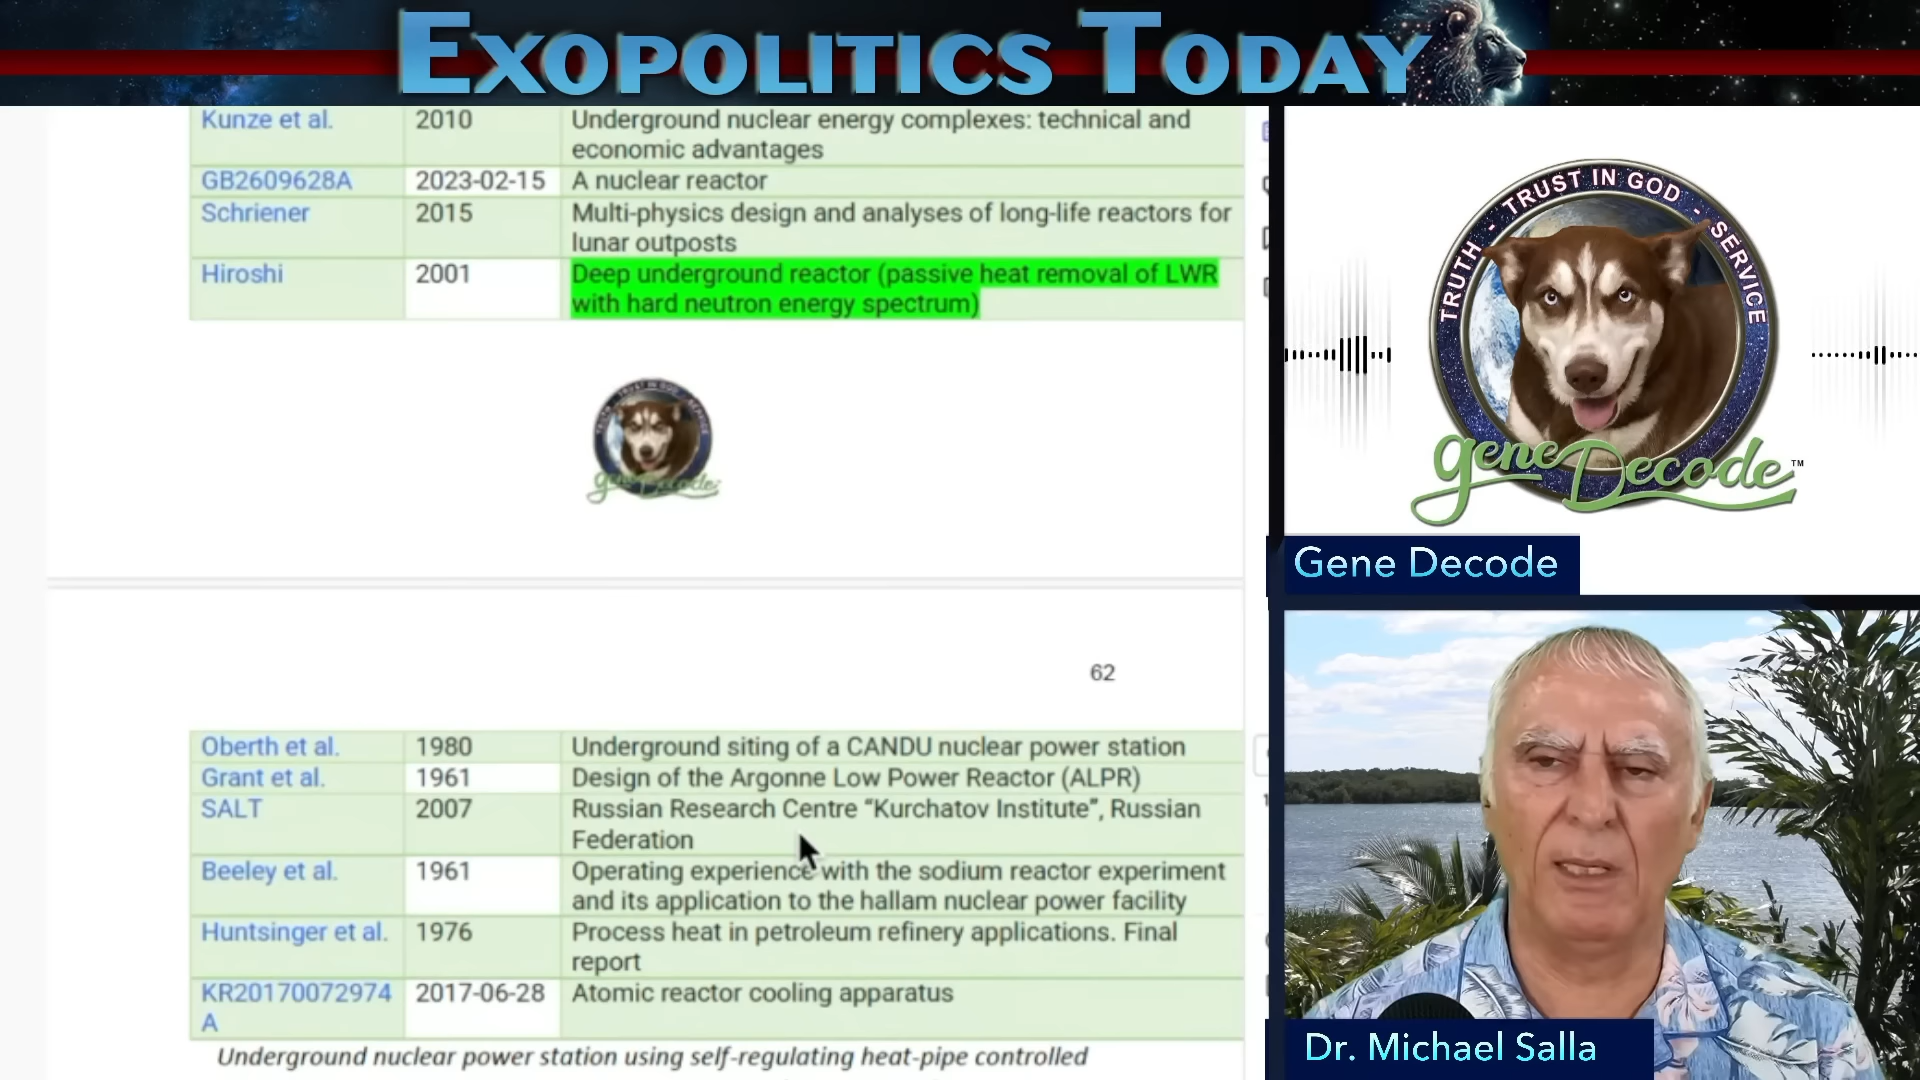 EXOPOLITICS TODAY
Kunze et al. 2010 Underground nuclear energy complexes: technical and
economic advantages
GB2609628A 2023-02-15 A nuclear reactor
Schriener 2015 Multi-physics design and analyses of long-life reactors for
lunar outposts
Hiroshi 2001 Deep underground reactor (passive heat removal of LWR
with hard neutron energy spectrum)
TRUTH - TRUST IN GOD - SERVICE
gene Decode
62
Oberth et al. 1980 Underground siting of a CANDU nuclear power station
Grant et al. 1961 Design of the Argonne Low Power Reactor (ALPR)
SALT 2007 Russian Research Centre “Kurchatov Institute”, Russian
Federation
Beeley et al. 1961 Operating experience with the sodium reactor experiment
and its application to the hallam nuclear power facility
Huntsinger et al. 1976 Process heat in petroleum refinery applications. Final
report
KR20170072974 2017-06-28 Atomic reactor cooling apparatus
A
Underground nuclear power station using self-regulating heat-pipe controlled
TRUTH - TRUST IN GOD - SERVICE
gene Decode™
Gene Decode
Dr. Michael Salla